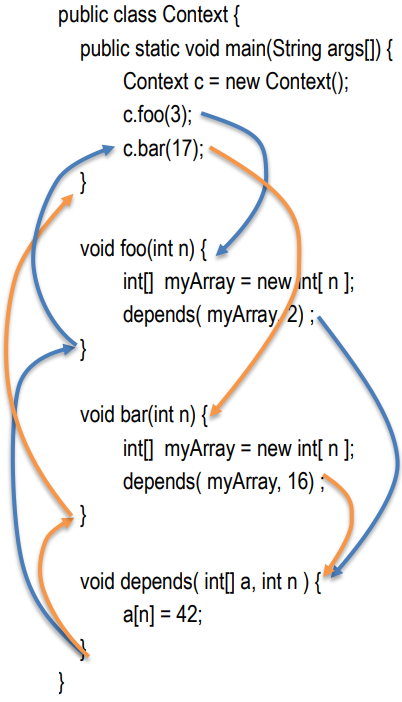 public class Context {
public static void main(String args[]) {
Context c = new Context();
c.foo(3);
c.bar(17);
}
void foo(int n) {
int[] myArray = new int[ n ];
depends( myArray, 2) ;
}
void bar(int n) {
int[] myArray = new int[ n ];
depends( myArray, 16) ;
}
void depends( int[] a, int n ) {
a[n] = 42;
}
}